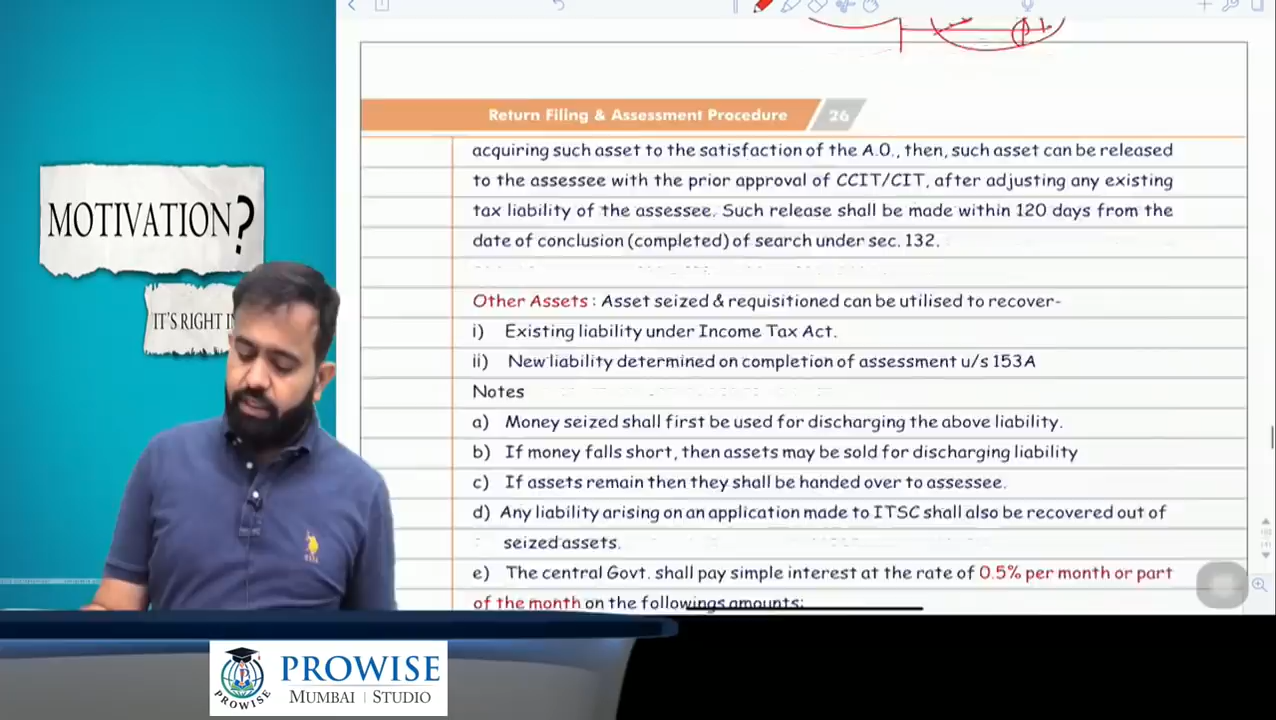 Return Filing & Assessment Procedure 26
acquiring such asset to the satisfaction of the A.O., then, such asset can be released
to the assessee with the prior approval of CCIT/CIT, after adjusting any existing
tax liability of the assessee. Such release shall be made within 120 days from the
date of conclusion (completed) of search under sec. 132.
Other Assets : Asset seized & requisitioned can be utilised to recover-
i) Existing liability under Income Tax Act.
ii) New liability determined on completion of assessment u/s 153A
Notes
a) Money seized shall first be used for discharging the above liability.
b) If money falls short, then assets may be sold for discharging liability
c) If assets remain then they shall be handed over to assessee.
d) Any liability arising on an application made to ITSC shall also be recovered out of
seized assets.
e) The central Govt. shall pay simple interest at the rate of 0.5% per month or part
of the month on the followings amounts:
MOTIVATION?
IT'S RIGHT
PROWISE
MUMBAI | STUDIO
PROWISE